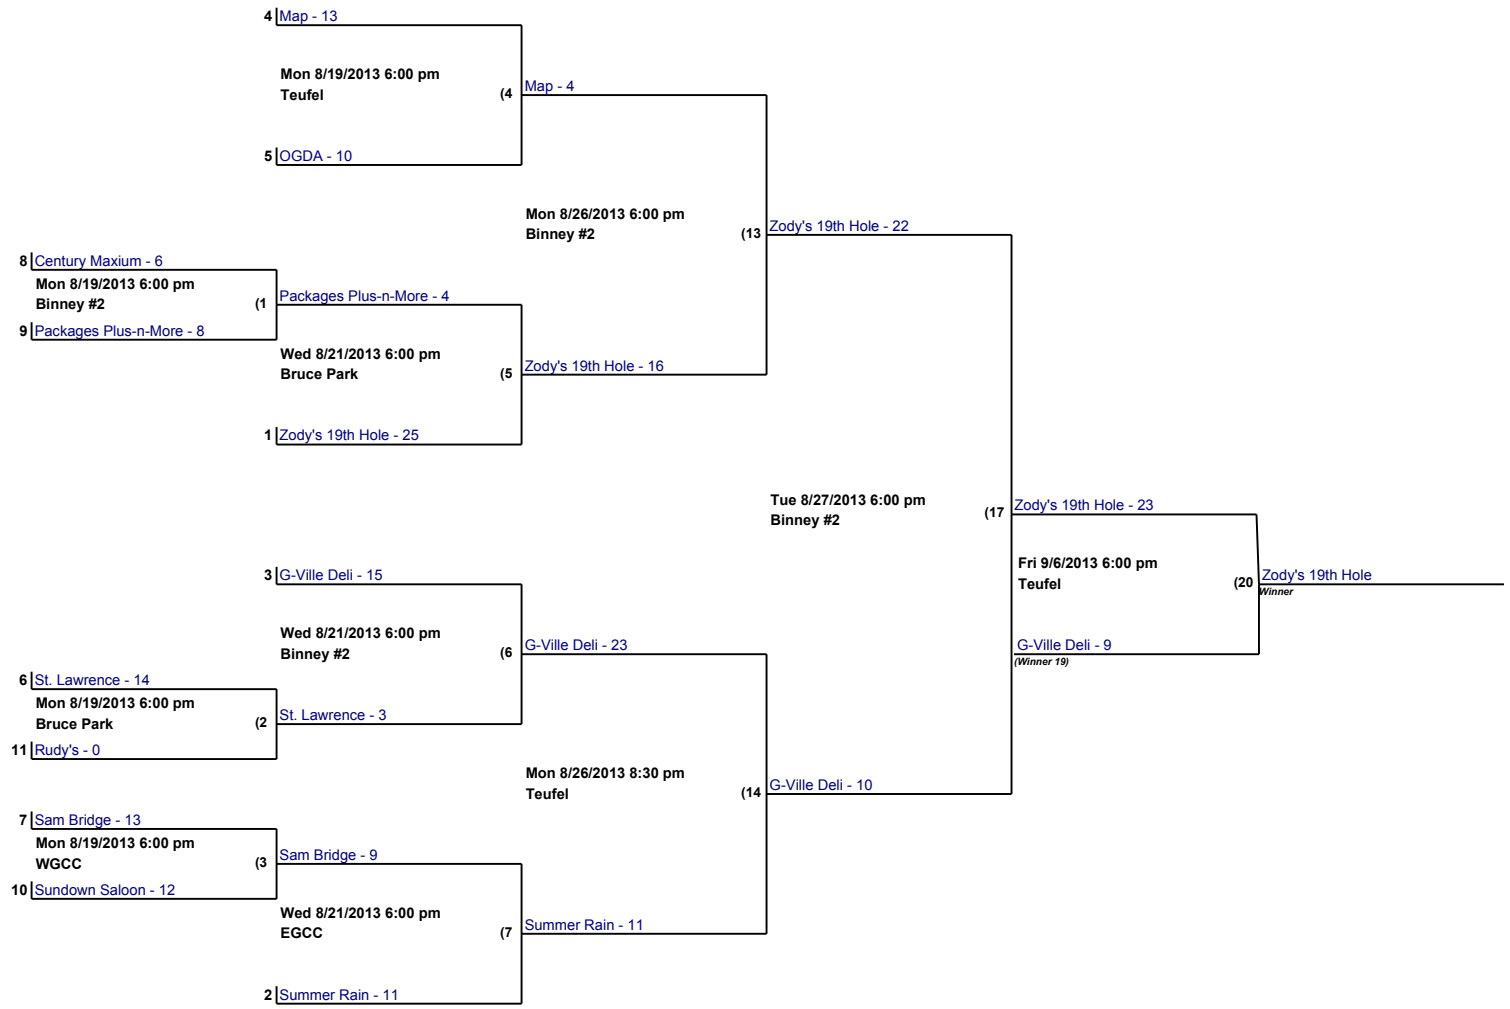 4 Map - 13
Mon 8/19/2013 6:00 pm
Teufel
(4 Map - 4
5 OGDA - 10
Mon 8/26/2013 6:00 pm
Binney #2
(13 Zody's 19th Hole - 22
8 Century Maxium - 6
Mon 8/19/2013 6:00 pm
Binney #2
(1 Packages Plus-n-More - 4
9 Packages Plus-n-More - 8
Wed 8/21/2013 6:00 pm
Bruce Park
(5 Zody's 19th Hole - 16
1 Zody's 19th Hole - 25
Tue 8/27/2013 6:00 pm
Binney #2
(17 Zody's 19th Hole - 23
Fri 9/6/2013 6:00 pm
Teufel
(20 Zody's 19th Hole
Winner
3 G-Ville Deli - 15
Wed 8/21/2013 6:00 pm
Binney #2
(6 G-Ville Deli - 23
G-Ville Deli - 9
(Winner 19)
6 St. Lawrence - 14
Mon 8/19/2013 6:00 pm
Bruce Park
(2 St. Lawrence - 3
11 Rudy's - 0
Mon 8/26/2013 8:30 pm
Teufel
(14 G-Ville Deli - 10
7 Sam Bridge - 13
Mon 8/19/2013 6:00 pm
WGCC
(3 Sam Bridge - 9
10 Sundown Saloon - 12
Wed 8/21/2013 6:00 pm
EGCC
(7 Summer Rain - 11
2 Summer Rain - 11